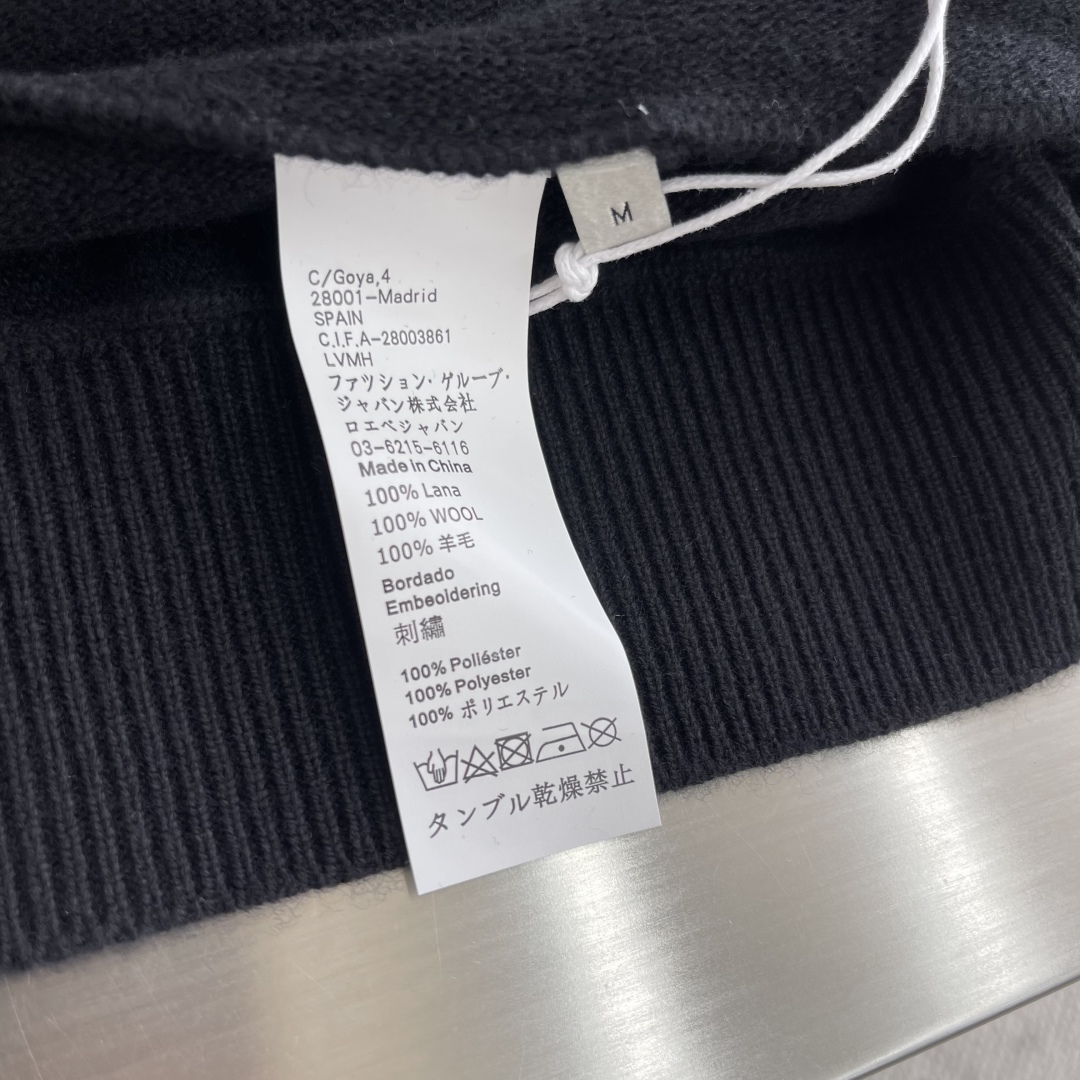 M
C/Goya,4
28001-Madrid
SPAIN
C.I.F.A-28003861
LVMH
ファツション・グループ・
ジャパン株式会社
ロエベジャパン
03-6215-6116
Made in China
100% Lana
100% WOOL
100% 羊毛
Bordado
Embeoldering
刺繡
100% Poliéster
100% Polyester
100% ポリエステル
タンブル乾燥禁止